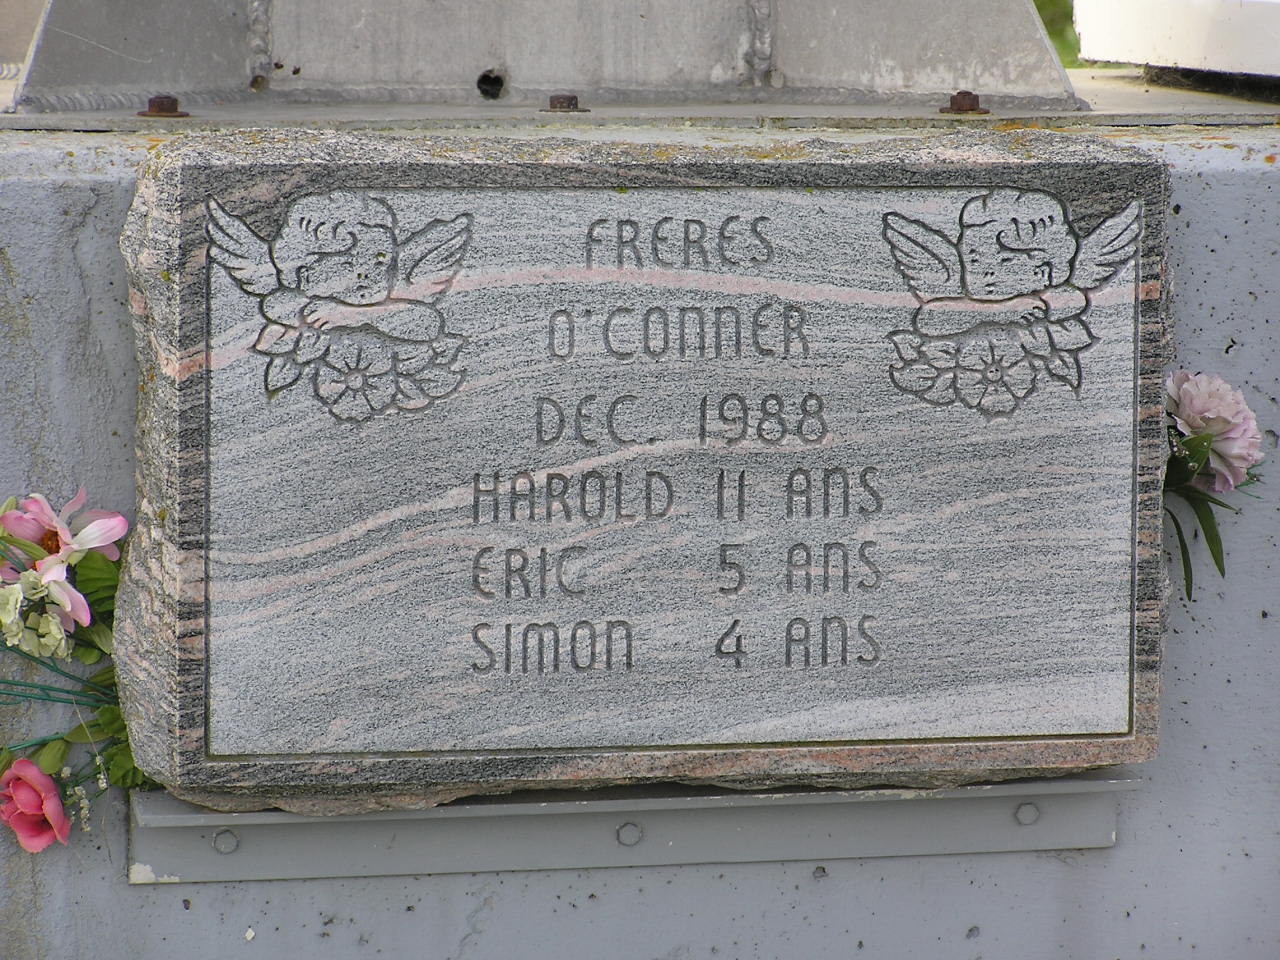 FRERES
O'CONNER
DEC. 1988
HAROLD 11 ANS
ERIC 5 ANS
SIMON 4 ANS